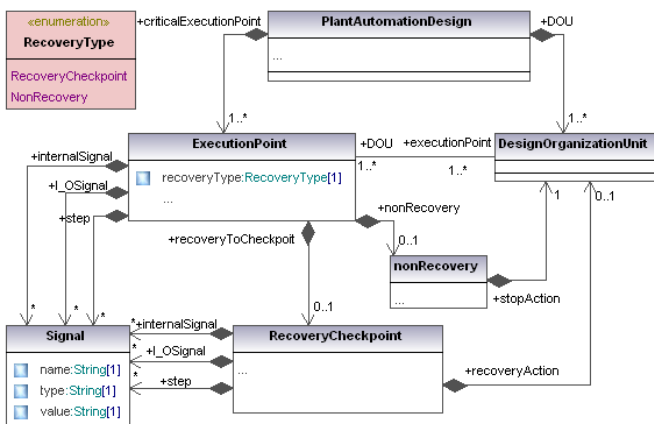 «enumeration»
RecoveryType
RecoveryCheckpoint
NonRecovery
+criticalExecutionPoint
PlantAutomationDesign
...
+DOU
1..*
1..*
ExecutionPoint
recoveryType:RecoveryType[1]
...
+DOU
+executionPoint
1..*
1..*
DesignOrganizationUnit
+internalSignal
+I_OSignal
+step
+recoveryToCheckpoit
+nonRecovery
0..1
1
0..1
nonRecovery
...
+stopAction
*
*
*
0..1
Signal
name:String[1]
type:String[1]
value:String[1]
*
+internalSignal
*
+I_OSignal
*
+step
RecoveryCheckpoint
...
+recoveryAction